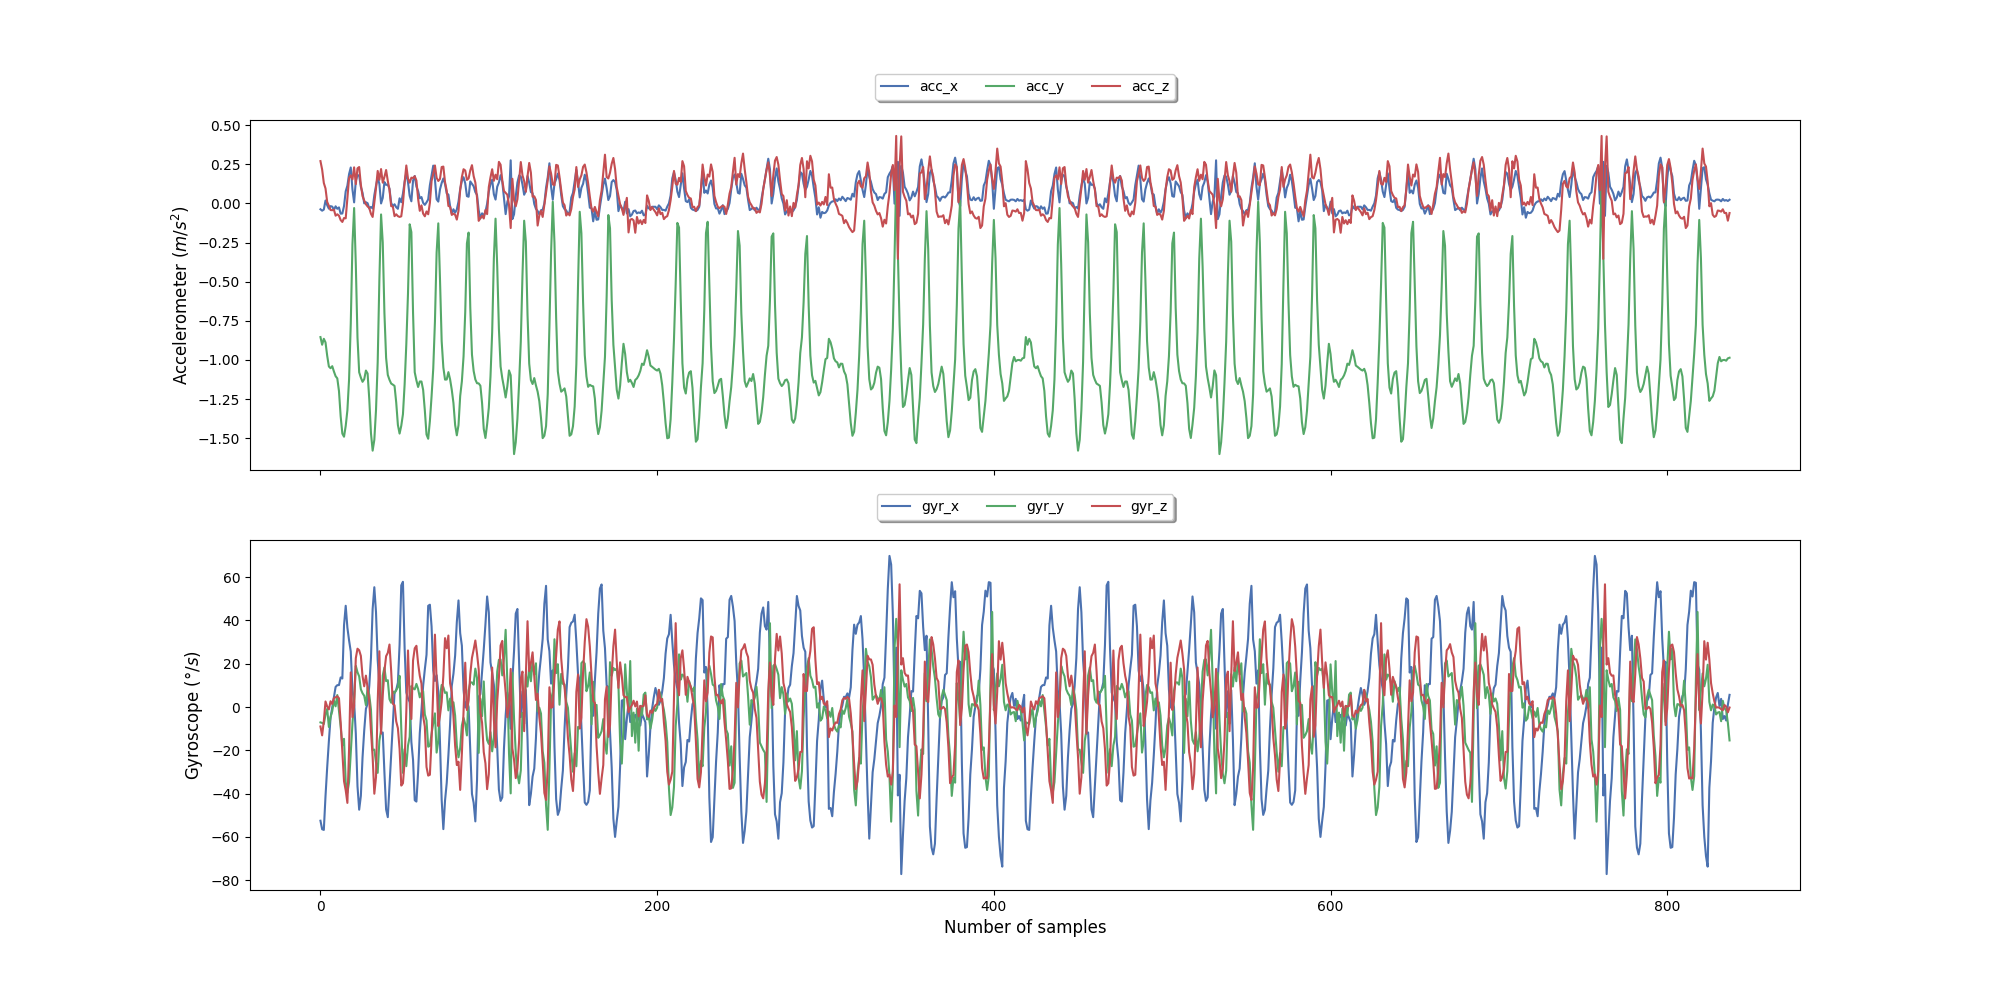 acc_x acc_y acc_z
Accelerometer (m/s²)
0.50
0.25
0.00
−0.25
−0.50
−0.75
−1.00
−1.25
−1.50
gyr_x gyr_y gyr_z
Gyroscope (°/s)
60
40
20
0
−20
−40
−60
−80
0 200 400 600 800
Number of samples